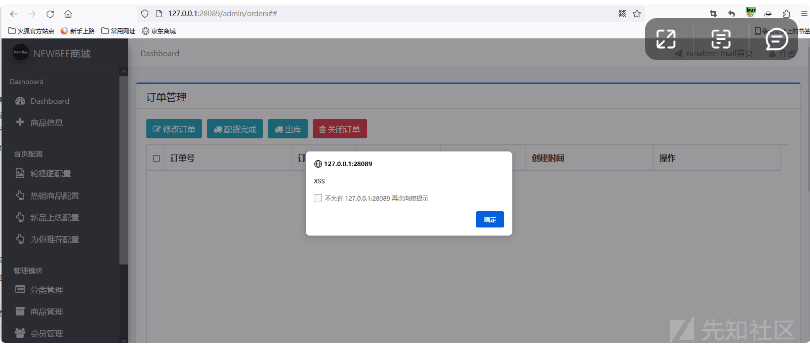 127.0.0.1:28089/admin/orders##
火狐官方站点 新手上路 常用网址 京东商城
NEWBEE商城
Dashboard
Dashboard
Dashboard
商品信息
首页配置
轮播图配置
热销商品配置
新品上线配置
为你推荐配置
管理模块
分类管理
商品管理
会员管理
订单管理
修改订单 配货完成 出库 关闭订单
订单号 创建时间 操作
127.0.0.1:28089
XSS
不允许 127.0.0.1:28089 再次向您提示
确定
先知社区